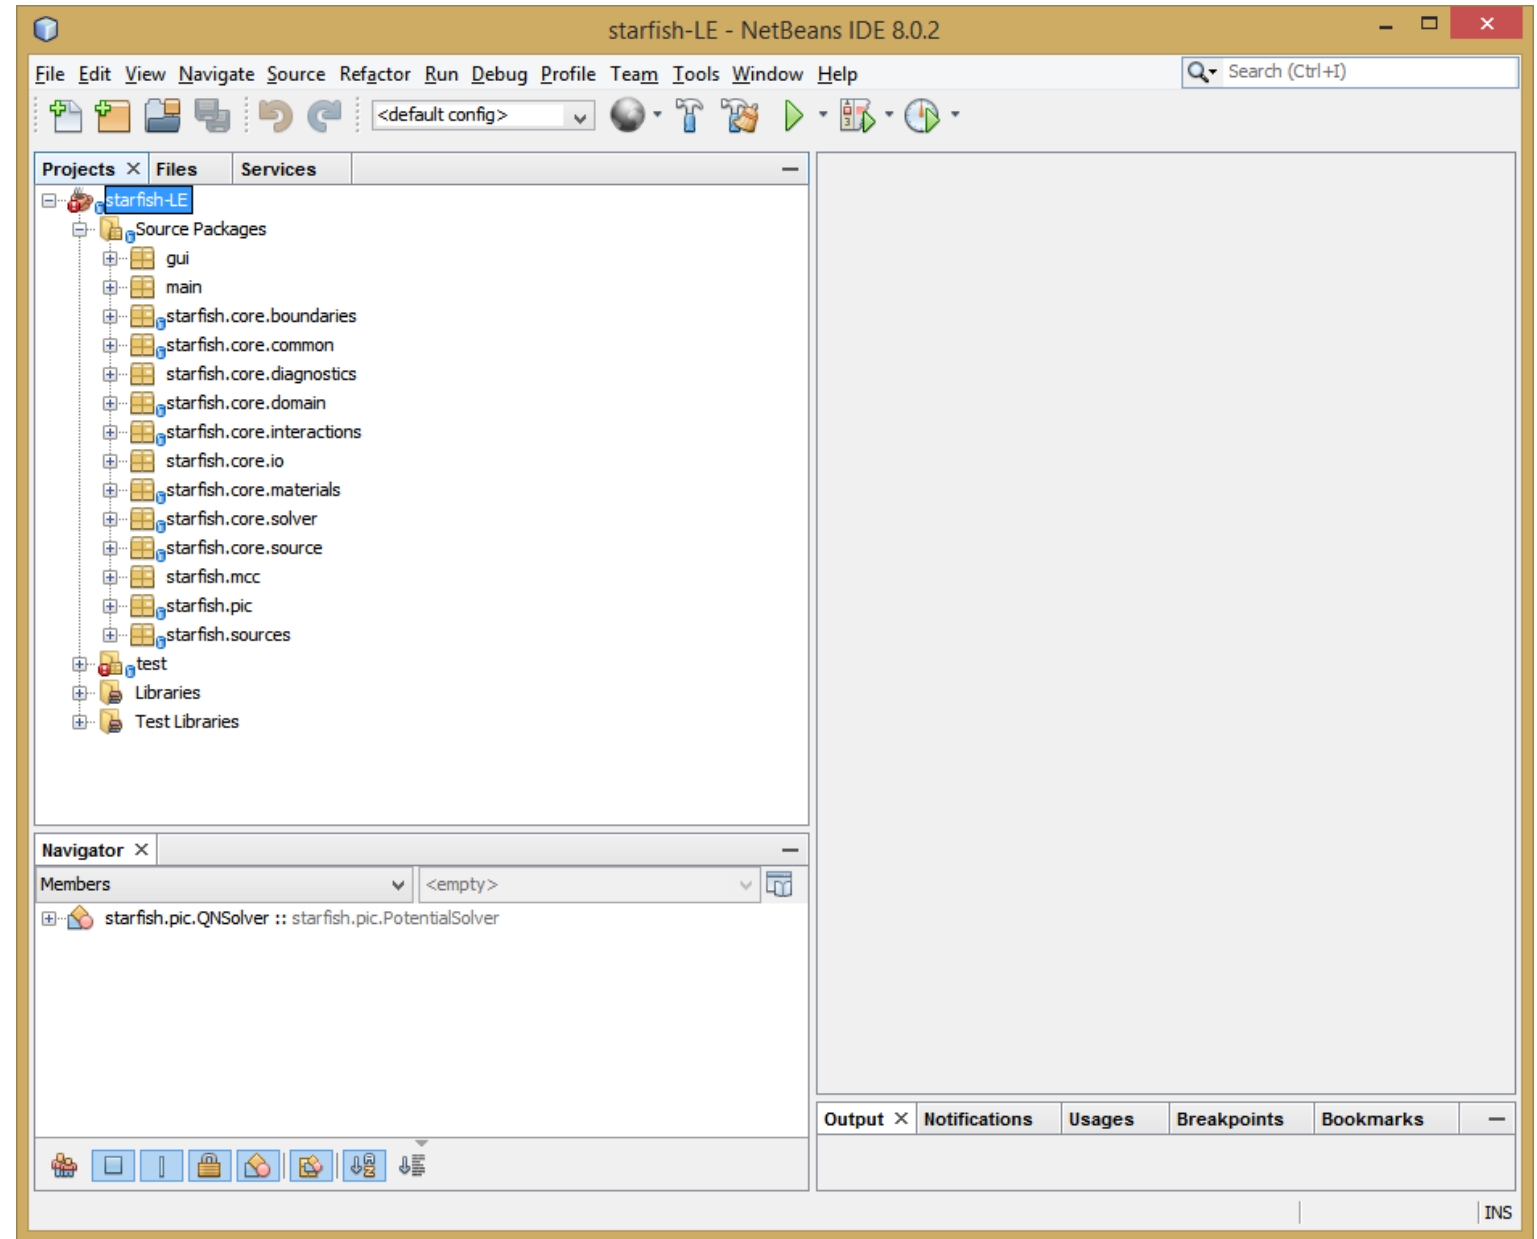 starfish-LE - NetBeans IDE 8.0.2
File Edit View Navigate Source Refactor Run Debug Profile Team Tools Window Help
Search (Ctrl+I)
<default config>
Projects Files Services
starfish-LE
Source Packages
gui
main
starfish.core.boundaries
starfish.core.common
starfish.core.diagnostics
starfish.core.domain
starfish.core.interactions
starfish.core.io
starfish.core.materials
starfish.core.solver
starfish.core.source
starfish.mcc
starfish.pic
starfish.sources
test
Libraries
Test Libraries
Navigator
Members <empty>
starfish.pic.QNSolver :: starfish.pic.PotentialSolver
Output Notifications Usages Breakpoints Bookmarks
INS